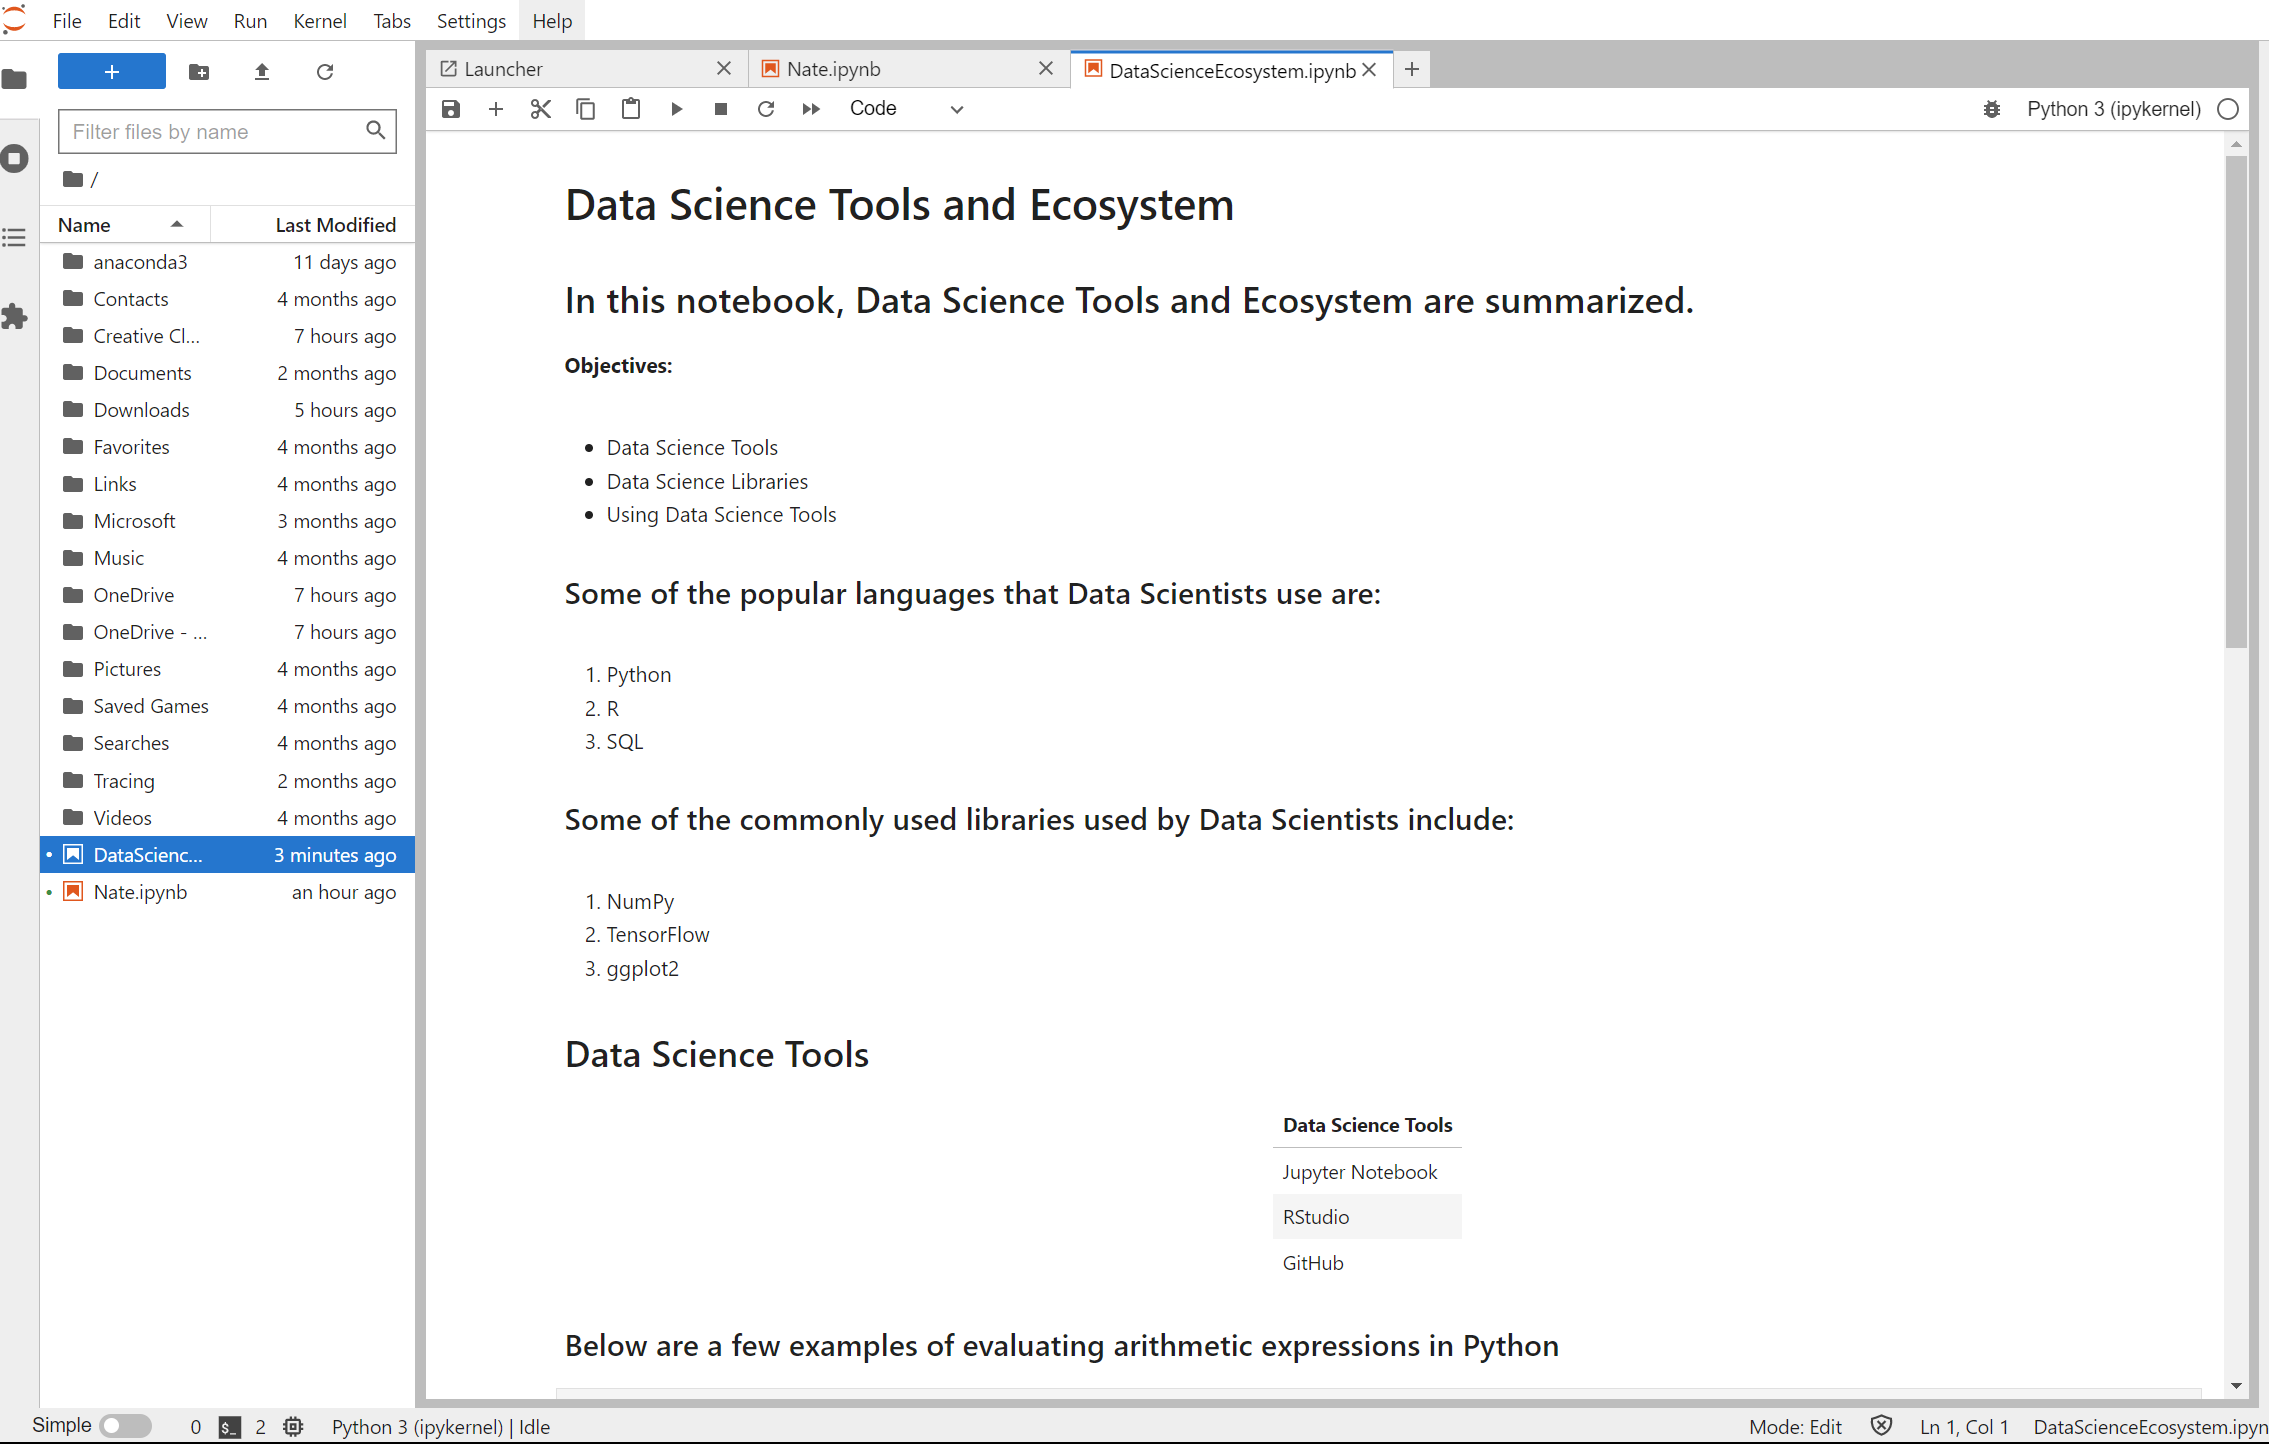 File Edit View Run Kernel Tabs Settings Help
+
Launcher
Nate.ipynb
DataScienceEcosystem.ipynb
Code
Python 3 (ipykernel)
Filter files by name
/
Name Last Modified
anaconda3 11 days ago
Contacts 4 months ago
Creative Cl... 7 hours ago
Documents 2 months ago
Downloads 5 hours ago
Favorites 4 months ago
Links 4 months ago
Microsoft 3 months ago
Music 4 months ago
OneDrive 7 hours ago
OneDrive - ... 7 hours ago
Pictures 4 months ago
Saved Games 4 months ago
Searches 4 months ago
Tracing 2 months ago
Videos 4 months ago
DataScienc... 3 minutes ago
Nate.ipynb an hour ago
Data Science Tools and Ecosystem
In this notebook, Data Science Tools and Ecosystem are summarized.
Objectives:
• Data Science Tools
• Data Science Libraries
• Using Data Science Tools
Some of the popular languages that Data Scientists use are:
1. Python
2. R
3. SQL
Some of the commonly used libraries used by Data Scientists include:
1. NumPy
2. TensorFlow
3. ggplot2
Data Science Tools
Data Science Tools
Jupyter Notebook
RStudio
GitHub
Below are a few examples of evaluating arithmetic expressions in Python
Simple 0 $_ 2 Python 3 (ipykernel) | Idle Mode: Edit Ln 1, Col 1 DataScienceEcosystem.ipyn